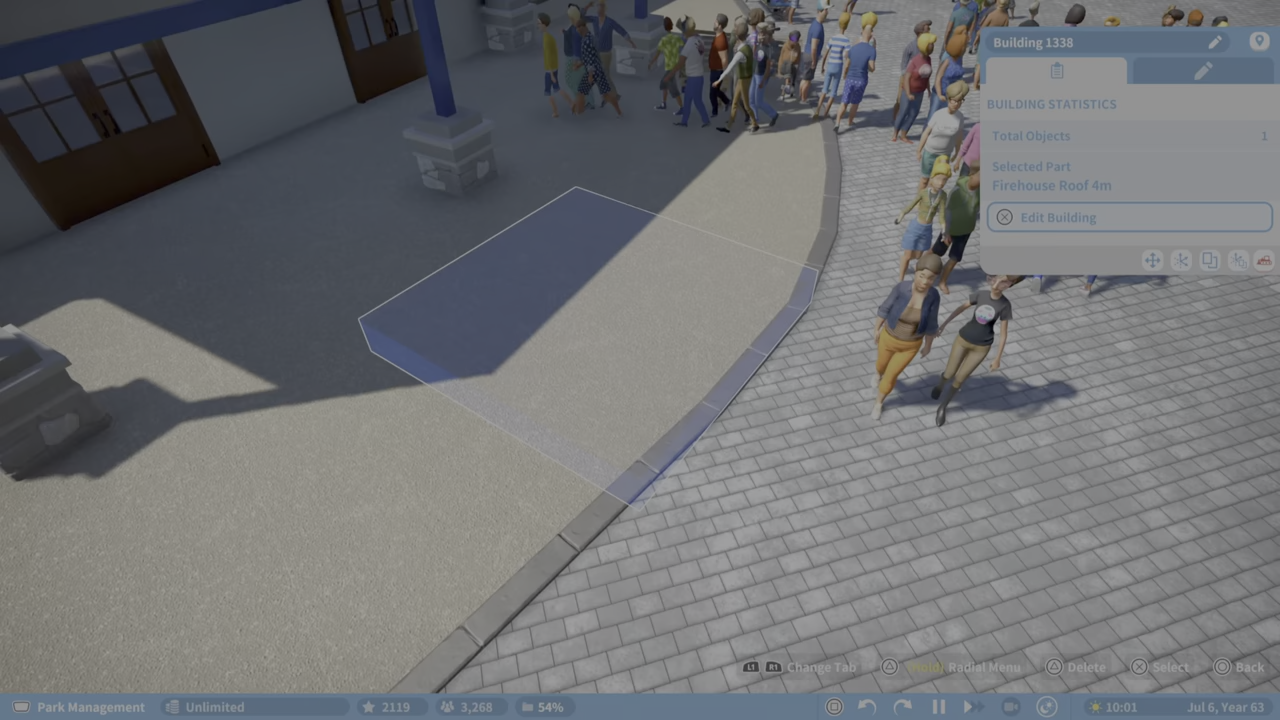 Building 1338
BUILDING STATISTICS
Total Objects 1
Selected Part
Firehouse Roof 4m
Edit Building
L1 R1 Change Tab (Hold) Radial Menu Delete Select Back
Park Management Unlimited 2119 3,268 54% 10:01 Jul 6, Year 63